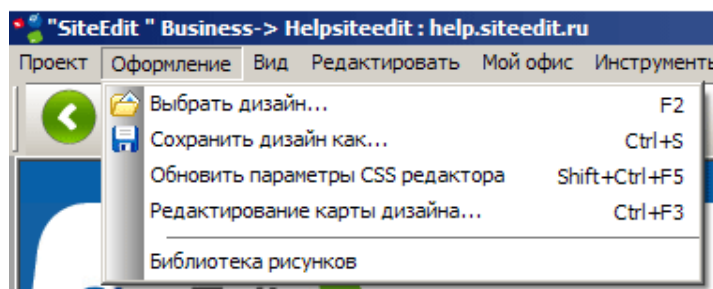 "SiteEdit " Business-> Helpsiteedit : help.siteedit.ru
Проект Оформление Вид Редактировать Мой офис Инструменты
Выбрать дизайн... F2
Сохранить дизайн как... Ctrl+S
Обновить параметры CSS редактора Shift+Ctrl+F5
Редактирование карты дизайна... Ctrl+F3
Библиотека рисунков